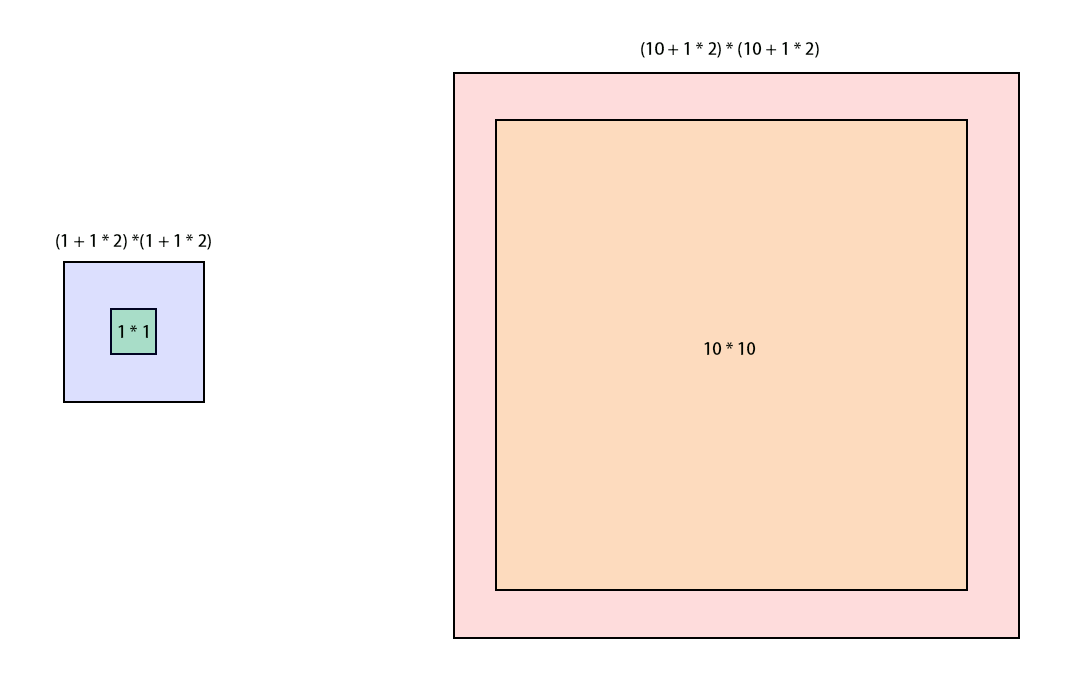 (10 + 1 * 2) * (10 + 1 * 2)
(1 + 1 * 2) *(1 + 1 * 2)
1 * 1
10 * 10